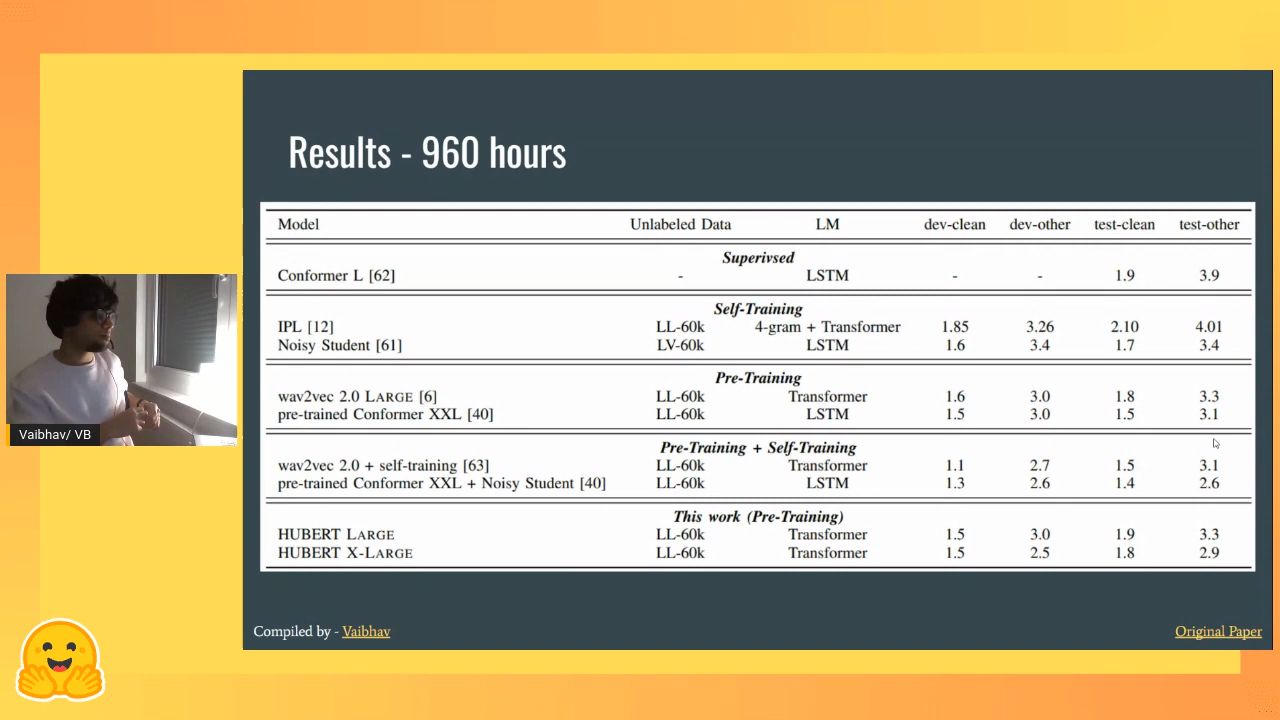 Results - 960 hours
Model Unlabeled Data LM dev-clean dev-other test-clean test-other
Superivsed
Conformer L [62] - LSTM - - 1.9 3.9
Self-Training
IPL [12] LL-60k 4-gram + Transformer 1.85 3.26 2.10 4.01
Noisy Student [61] LV-60k LSTM 1.6 3.4 1.7 3.4
Pre-Training
wav2vec 2.0 LARGE [6] LL-60k Transformer 1.6 3.0 1.8 3.3
pre-trained Conformer XXL [40] LL-60k LSTM 1.5 3.0 1.5 3.1
Pre-Training + Self-Training
wav2vec 2.0 + self-training [63] LL-60k Transformer 1.1 2.7 1.5 3.1
pre-trained Conformer XXL + Noisy Student [40] LL-60k LSTM 1.3 2.6 1.4 2.6
This work (Pre-Training)
HUBERT LARGE LL-60k Transformer 1.5 3.0 1.9 3.3
HUBERT X-LARGE LL-60k Transformer 1.5 2.5 1.8 2.9
Vaibhav/ VB
Compiled by - Vaibhav
Original Paper